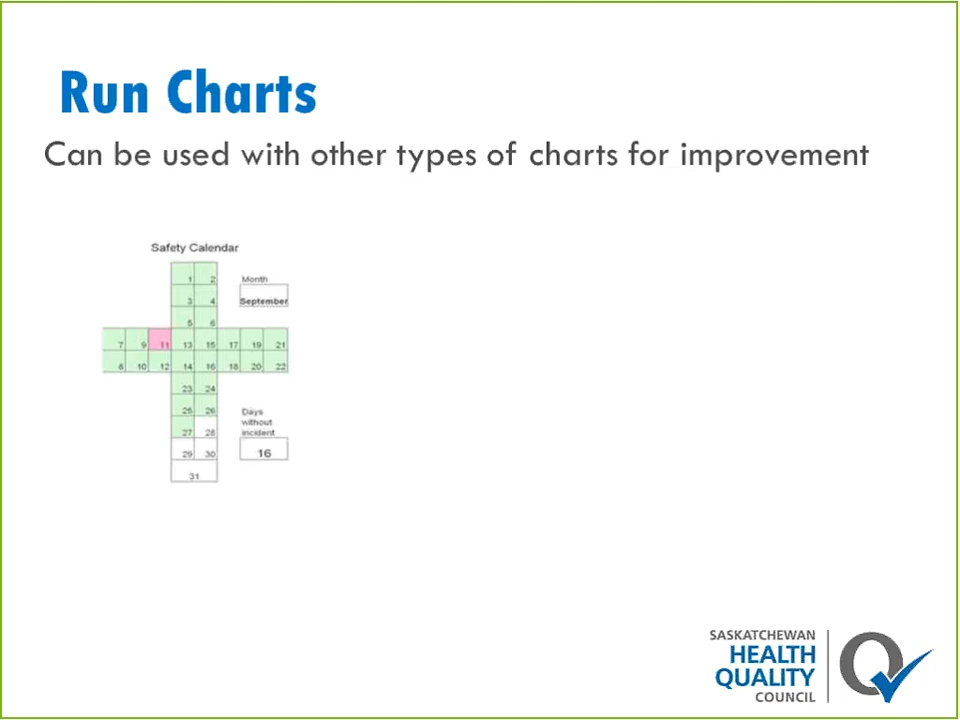 Run Charts
Can be used with other types of charts for improvement
Safety Calendar
1 2
Month
3 4
September
5 6
7 9 11 13 15 17 19 21
8 10 12 14 16 18 20 22
23 24
25 26
Days
without
incident
27 28
29 30
16
31
SASKATCHEWAN
HEALTH
QUALITY
COUNCIL